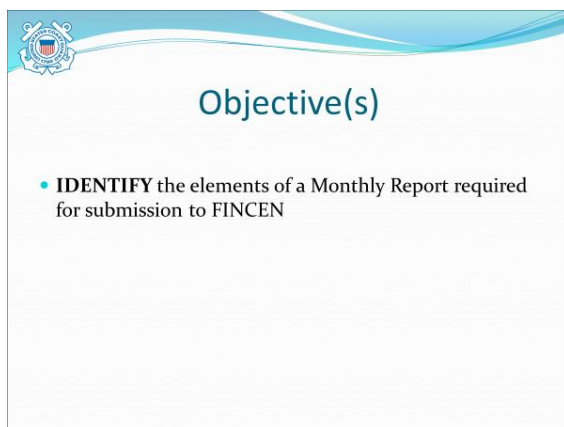 Objective(s)
• IDENTIFY the elements of a Monthly Report required
for submission to FINCEN